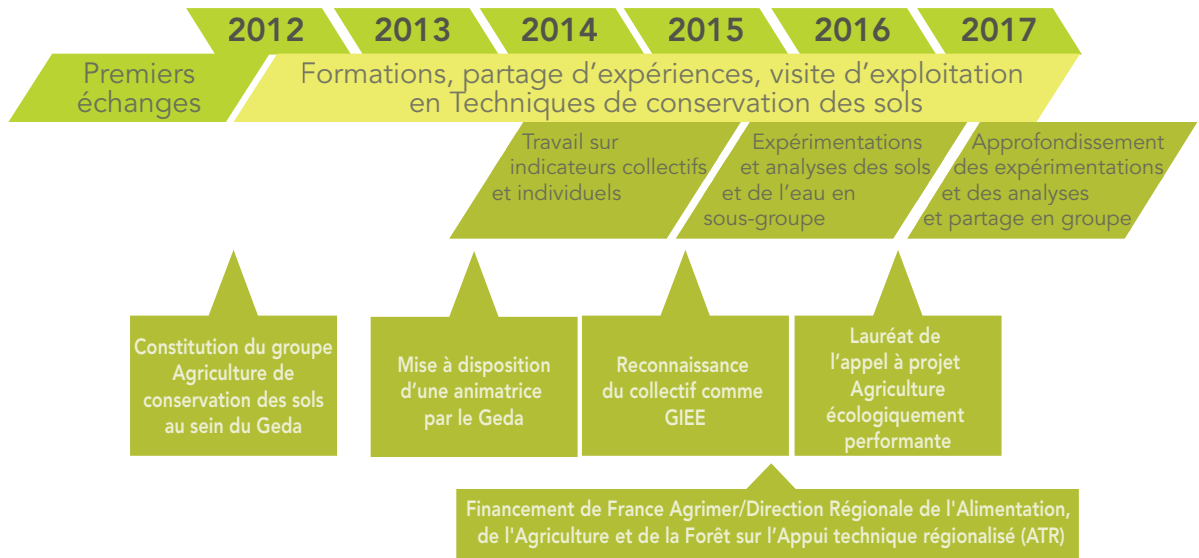 2012 2013 2014 2015 2016 2017
Premiers
échanges
Formations, partage d'expériences, visite d'exploitation
en Techniques de conservation des sols
Travail sur
indicateurs collectifs
et individuels
Expérimentations
et analyses des sols
et de l'eau en
sous-groupe
Approfondissement
des expérimentations
et des analyses
et partage en groupe
Constitution du groupe
Agriculture de
conservation des sols
au sein du Geda
Mise à disposition
d'une animatrice
par le Geda
Reconnaissance
du collectif comme
GIEE
Lauréat de
l'appel à projet
Agriculture
écologiquement
performante
Financement de France Agrimer/Direction Régionale de l'Alimentation,
de l'Agriculture et de la Forêt sur l'Appui technique régionalisé (ATR)